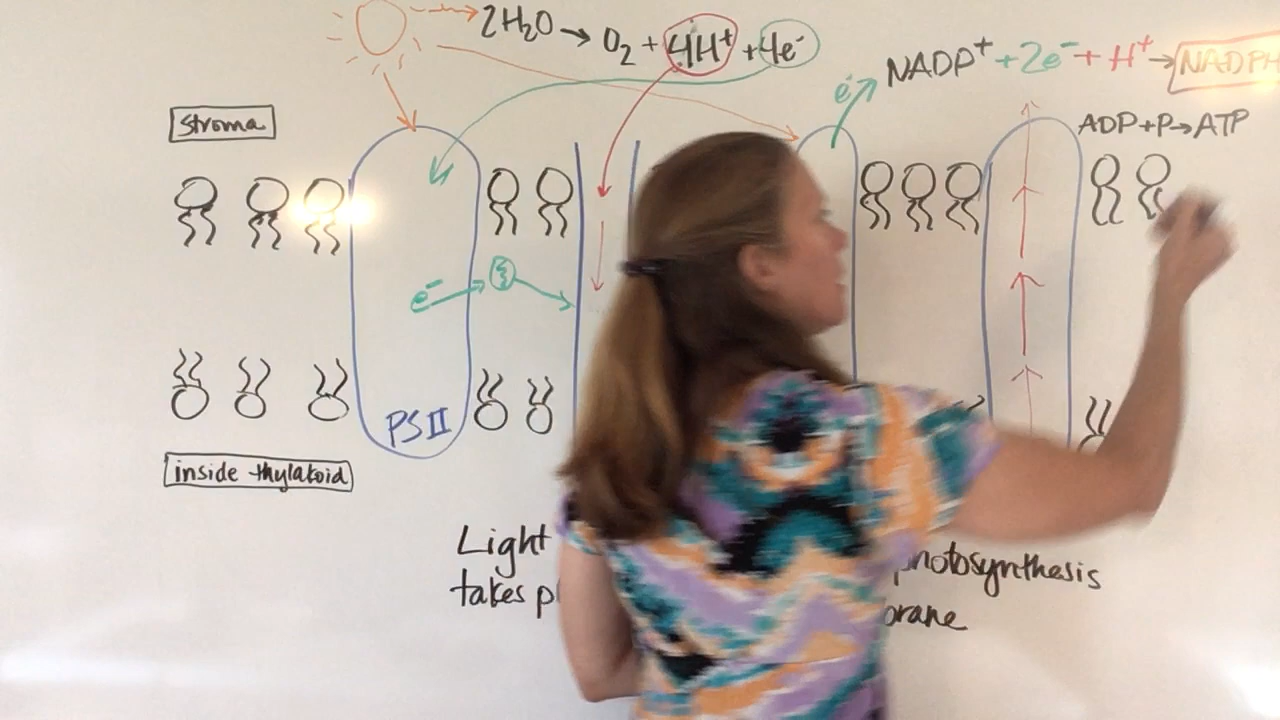 2H₂O → O₂ + 4H⁺ + 4e⁻
e⁻ NADP⁺ + 2e⁻ + H⁺ → NADPH
stroma
ADP+P→ATP
e⁻
PSII
inside thylakoid
Light photosynthesis
takes